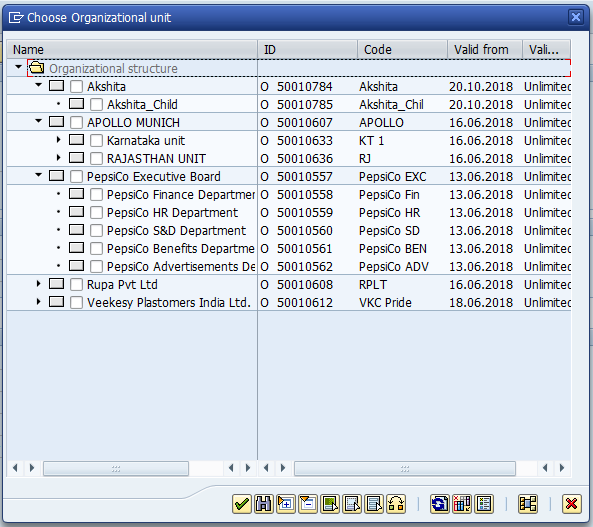 Choose Organizational unit
Name ID Code Valid from Vali...
Organizational structure
Akshita O 50010784 Akshita 20.10.2018 Unlimited
Akshita_Child O 50010785 Akshita_Chil 20.10.2018 Unlimited
APOLLO MUNICH O 50010607 APOLLO 16.06.2018 Unlimited
Karnataka unit O 50010633 KT 1 16.06.2018 Unlimited
RAJASTHAN UNIT O 50010636 RJ 16.06.2018 Unlimited
PepsiCo Executive Board O 50010557 PepsiCo EXC 13.06.2018 Unlimited
PepsiCo Finance Departmen O 50010558 PepsiCo Fin 13.06.2018 Unlimited
PepsiCo HR Department O 50010559 PepsiCo HR 13.06.2018 Unlimited
PepsiCo S&D Department O 50010560 PepsiCo SD 13.06.2018 Unlimited
PepsiCo Benefits Departme O 50010561 PepsiCo BEN 13.06.2018 Unlimited
PepsiCo Advertisements De O 50010562 PepsiCo ADV 13.06.2018 Unlimited
Rupa Pvt Ltd O 50010608 RPLT 16.06.2018 Unlimited
Veekesy Plastomers India Ltd. O 50010612 VKC Pride 18.06.2018 Unlimited